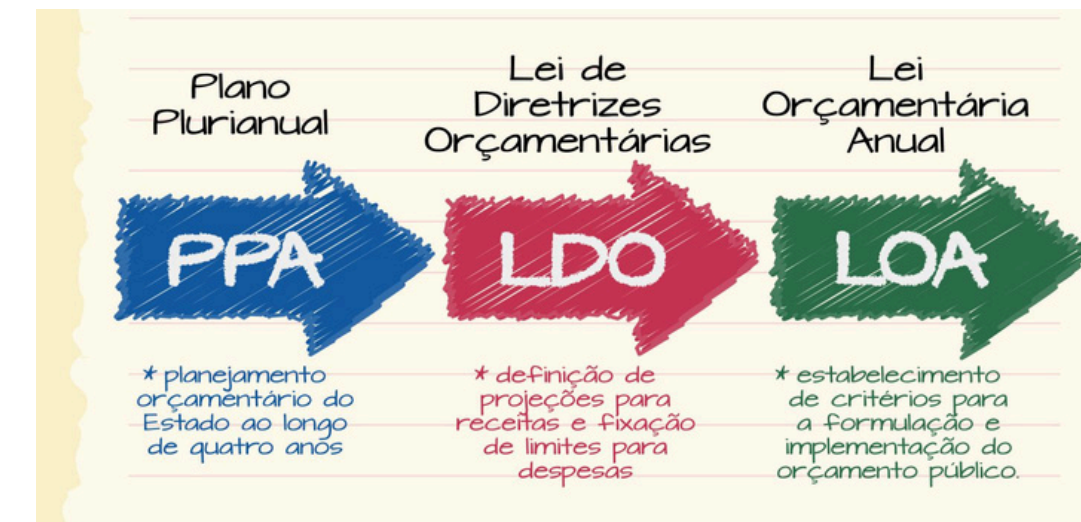 Plano
Plurianual
PPA
* planejamento
orçamentário do
Estado ao longo
de quatro anos
Lei de
Diretrizes
Orçamentárias
LDO
* definição de
projeções para
receitas e fixação
de limites para
despesas
Lei
Orçamentária
Anual
LOA
* estabelecimento
de critérios para
a formulação e
implementação do
orçamento público.